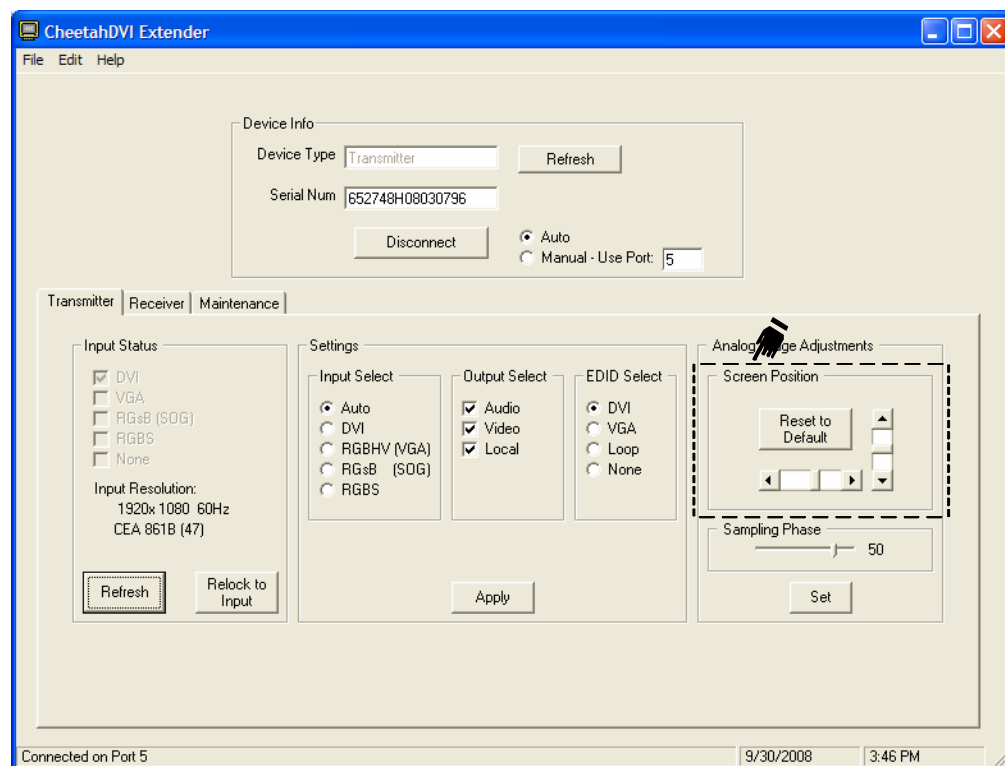 CheetahDVI Extender
File Edit Help
Device Info
Device Type Transmitter Refresh
Serial Num 652748H08030796
Disconnect
Auto
Manual - Use Port: 5
Transmitter Receiver Maintenance
Input Status
DVI
VGA
RGsB (SOG)
RGBS
None
Input Resolution:
1920x 1080 60Hz
CEA 861B (47)
Refresh
Relock to
Input
Settings
Input Select
Auto
DVI
RGBHV (VGA)
RGsB (SOG)
RGBS
Output Select
Audio
Video
Local
EDID Select
DVI
VGA
Loop
None
Apply
Analog ge Adjustments
Screen Position
Reset to
Default
Sampling Phase
50
Set
Connected on Port 5 9/30/2008 3:46 PM